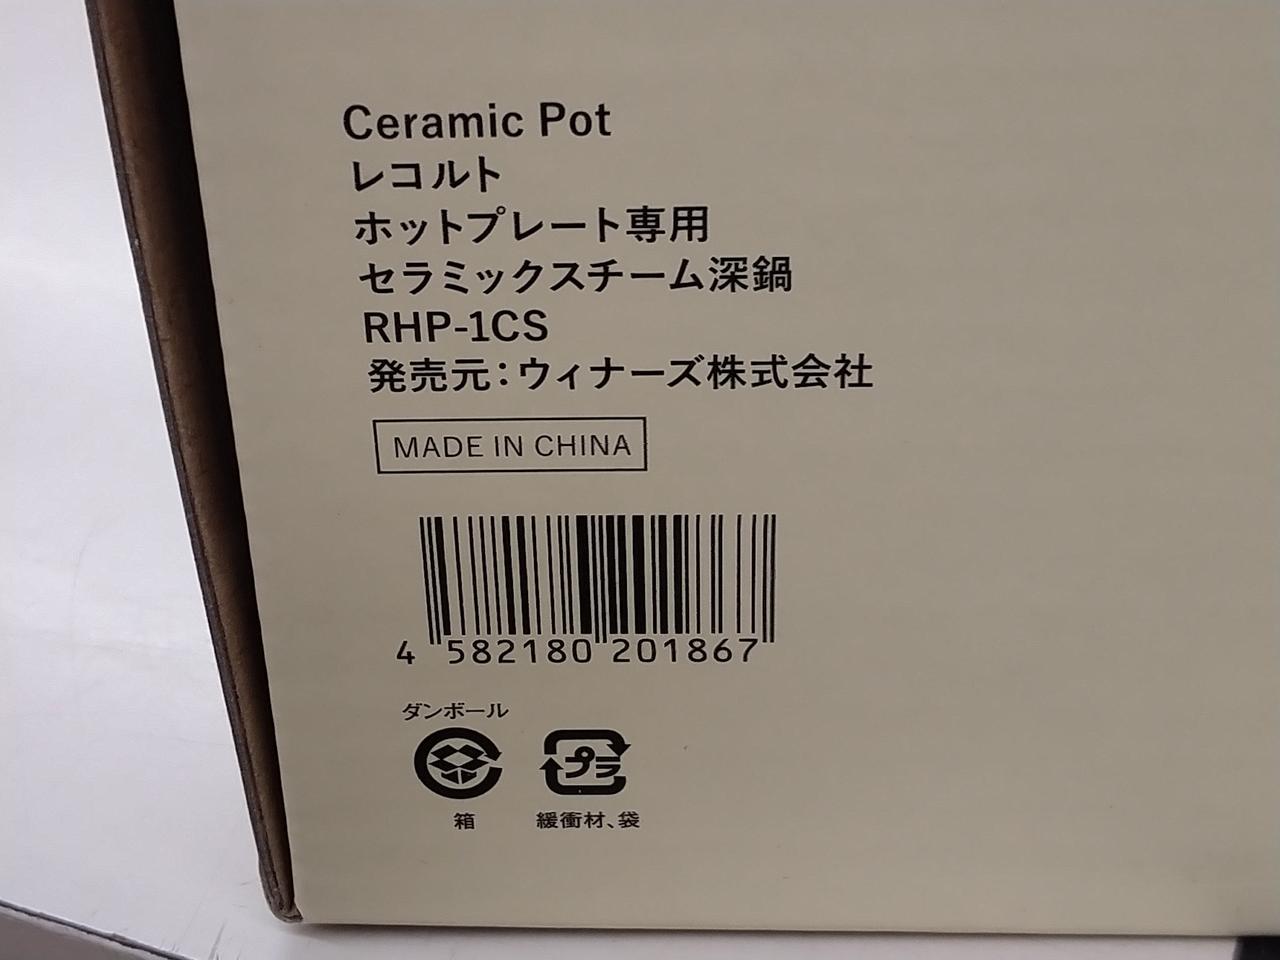 Ceramic Pot
レコルト
ホットプレート専用
セラミックスチーム深鍋
RHP-1CS
発売元：ウィナーズ株式会社
MADE IN CHINA
4 582180 201867
ダンボール
プラ
箱
緩衝材、袋